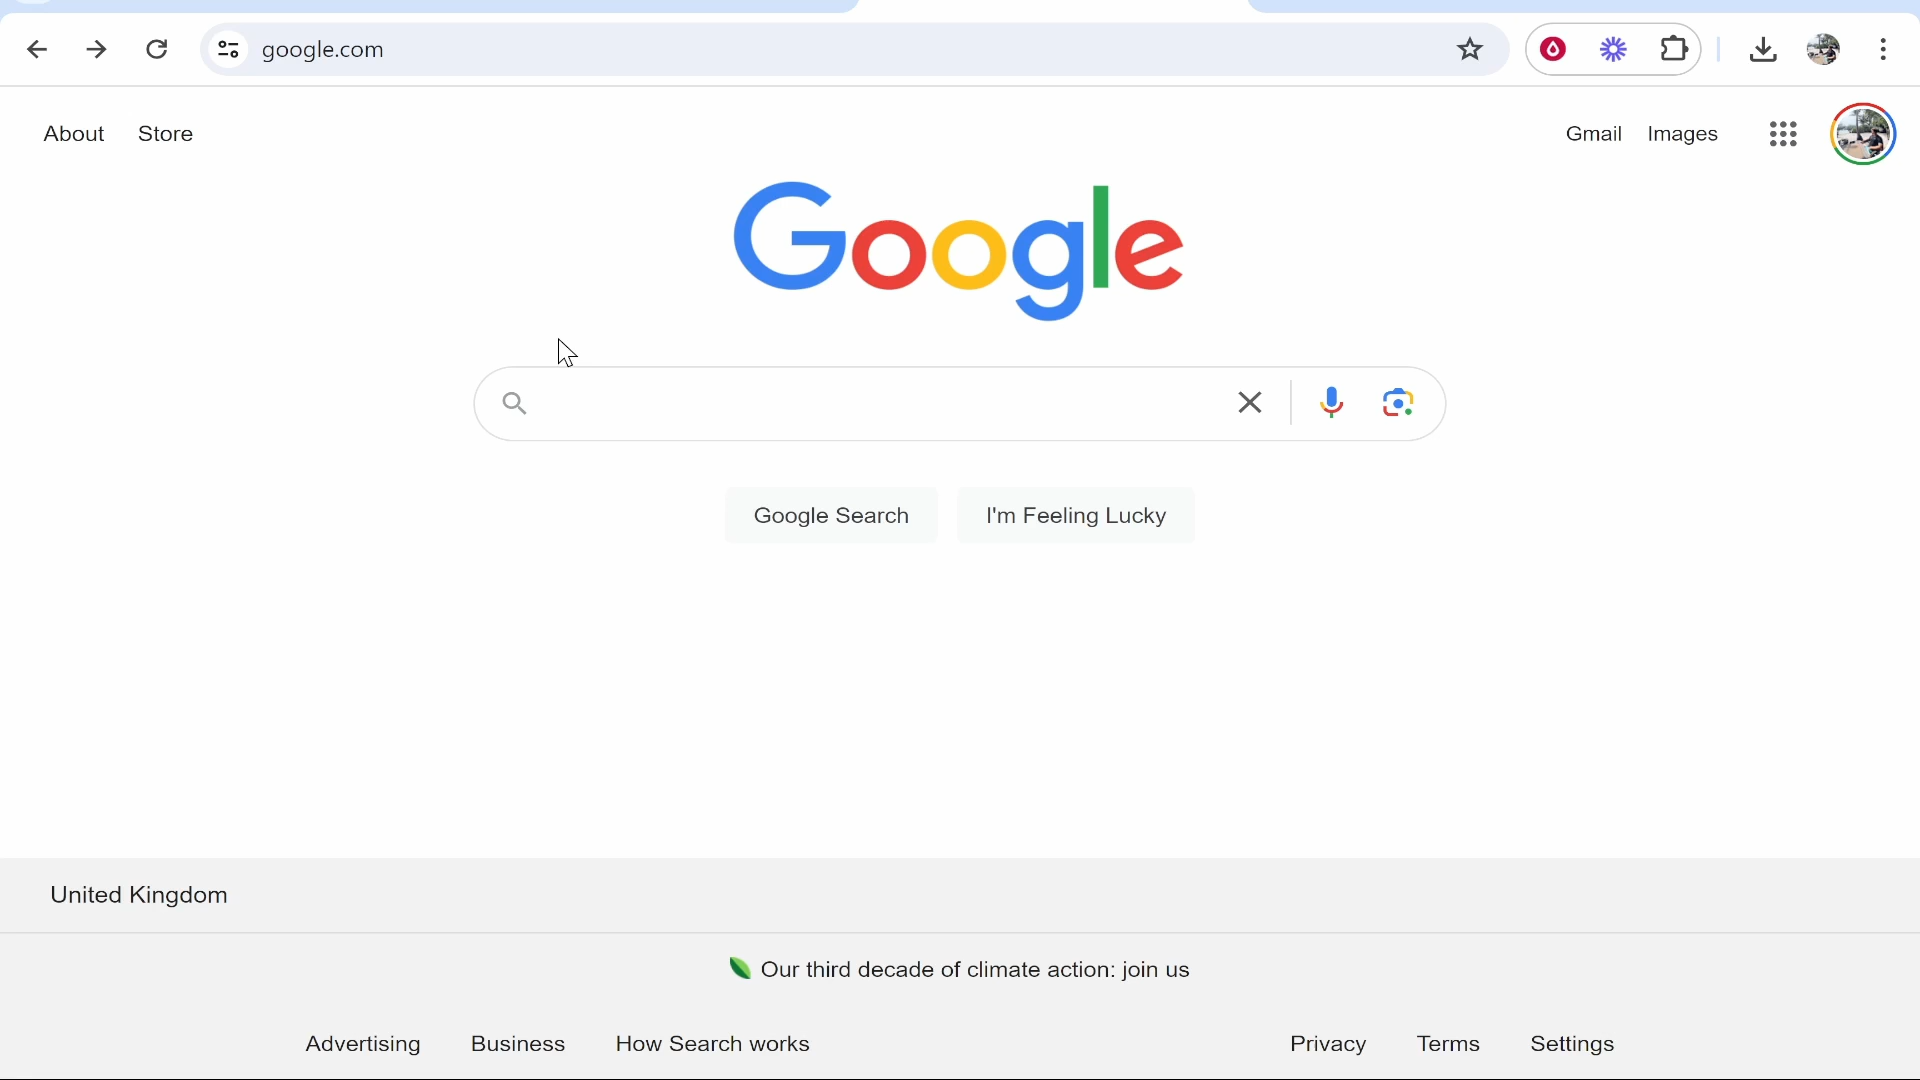 google.com
About Store Gmail Images
Google
Google Search I'm Feeling Lucky
United Kingdom
Our third decade of climate action: join us
Advertising Business How Search works Privacy Terms Settings